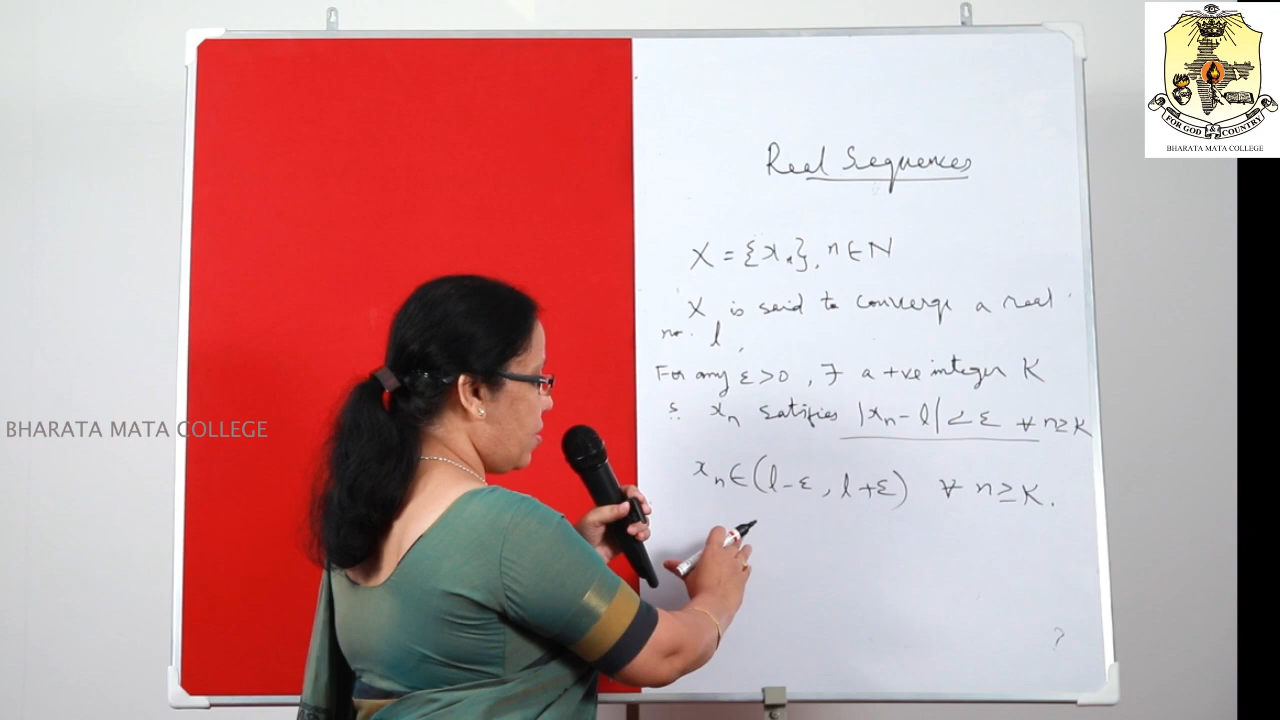 Real Sequences
X = {xₙ}, n ∈ N
X is said to converge a real
no. l,
For any ε > 0, ∃ a +ve integer K
∋: xₙ satifies |xₙ - l| < ε ∀ n ≥ K
xₙ ∈ (l - ε, l + ε) ∀ n ≥ K.
?
BHARATA MATA COLLEGE
FOR GOD & COUNTRY
BHARATA MATA COLLEGE